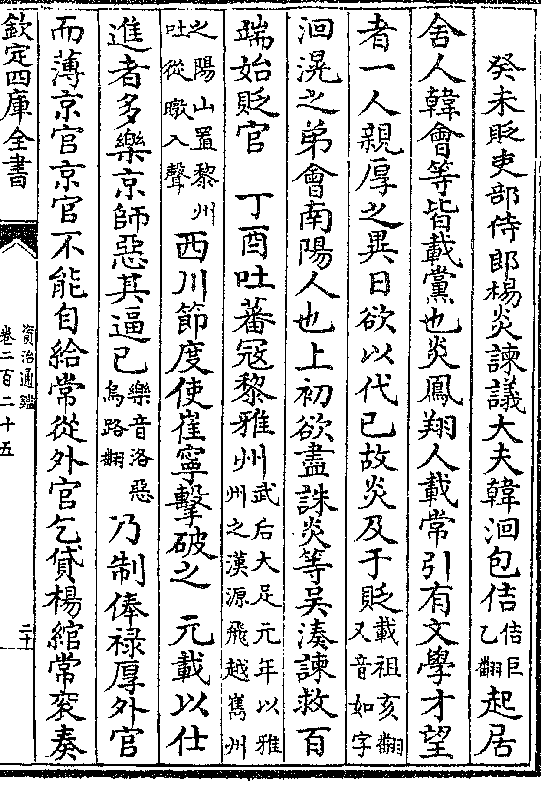 癸未貶吏部侍郎楊炎諫議大夫韓洄包佶佶巨乙翻起居
舍人韓會等皆載黨也炎鳳翔人載常引有文學才望
者一人親厚之異日欲以代已故炎及于貶載祖亥翻又音如字
洄滉之弟會南陽人也上初欲盡誅炎等吳湊諫救百
端始貶官　丁酉吐蕃寇黎雅州武后大足元年以雅州之漢源飛越巂州
之陽山置黎州吐從暾入聲西川節度使崔寧擊破之　元載以仕
進者多樂京師惡其逼已樂音洛惡烏路翻乃制俸祿厚外官
而薄京官京官不能自給常從外官乞貸楊綰常衮奏
欽定四庫全書
資治通鑑
卷二百二十五
二十